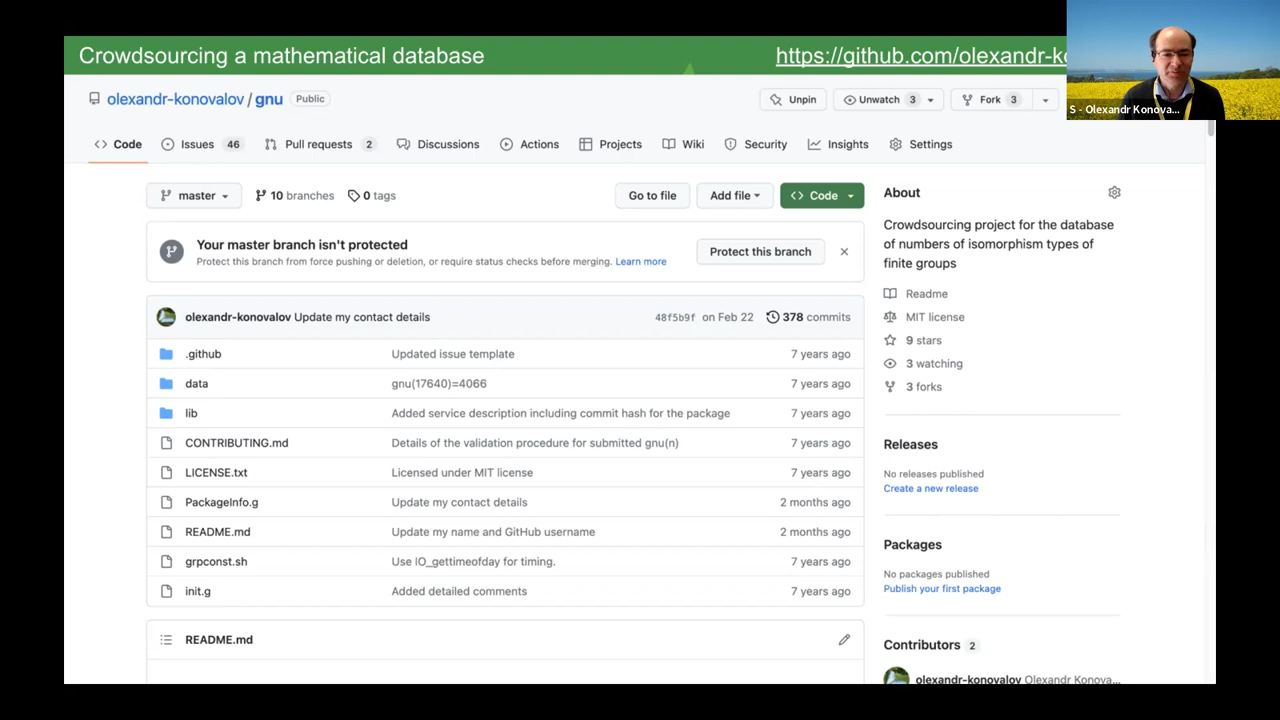 Crowdsourcing a mathematical database
https://github.com/olexandr-k
S - Olexandr Konova...
olexandr-konovalov / gnu Public
Unpin Unwatch 3 Fork 3
Code Issues 46 Pull requests 2 Discussions Actions Projects Wiki Security Insights Settings
master 10 branches 0 tags Go to file Add file Code
Your master branch isn't protected
Protect this branch from force pushing or deletion, or require status checks before merging. Learn more
Protect this branch
olexandr-konovalov Update my contact details 48f5b9f on Feb 22 378 commits
.github Updated issue template 7 years ago
data gnu(17640)=4066 7 years ago
lib Added service description including commit hash for the package 7 years ago
CONTRIBUTING.md Details of the validation procedure for submitted gnu(n) 7 years ago
LICENSE.txt Licensed under MIT license 7 years ago
PackageInfo.g Update my contact details 2 months ago
README.md Update my name and GitHub username 2 months ago
grpconst.sh Use IO_gettimeofday for timing. 7 years ago
init.g Added detailed comments 7 years ago
README.md
About
Crowdsourcing project for the database
of numbers of isomorphism types of
finite groups
Readme
MIT license
9 stars
3 watching
3 forks
Releases
No releases published
Create a new release
Packages
No packages published
Publish your first package
Contributors 2
olexandr-konovalov Olexandr Konova...